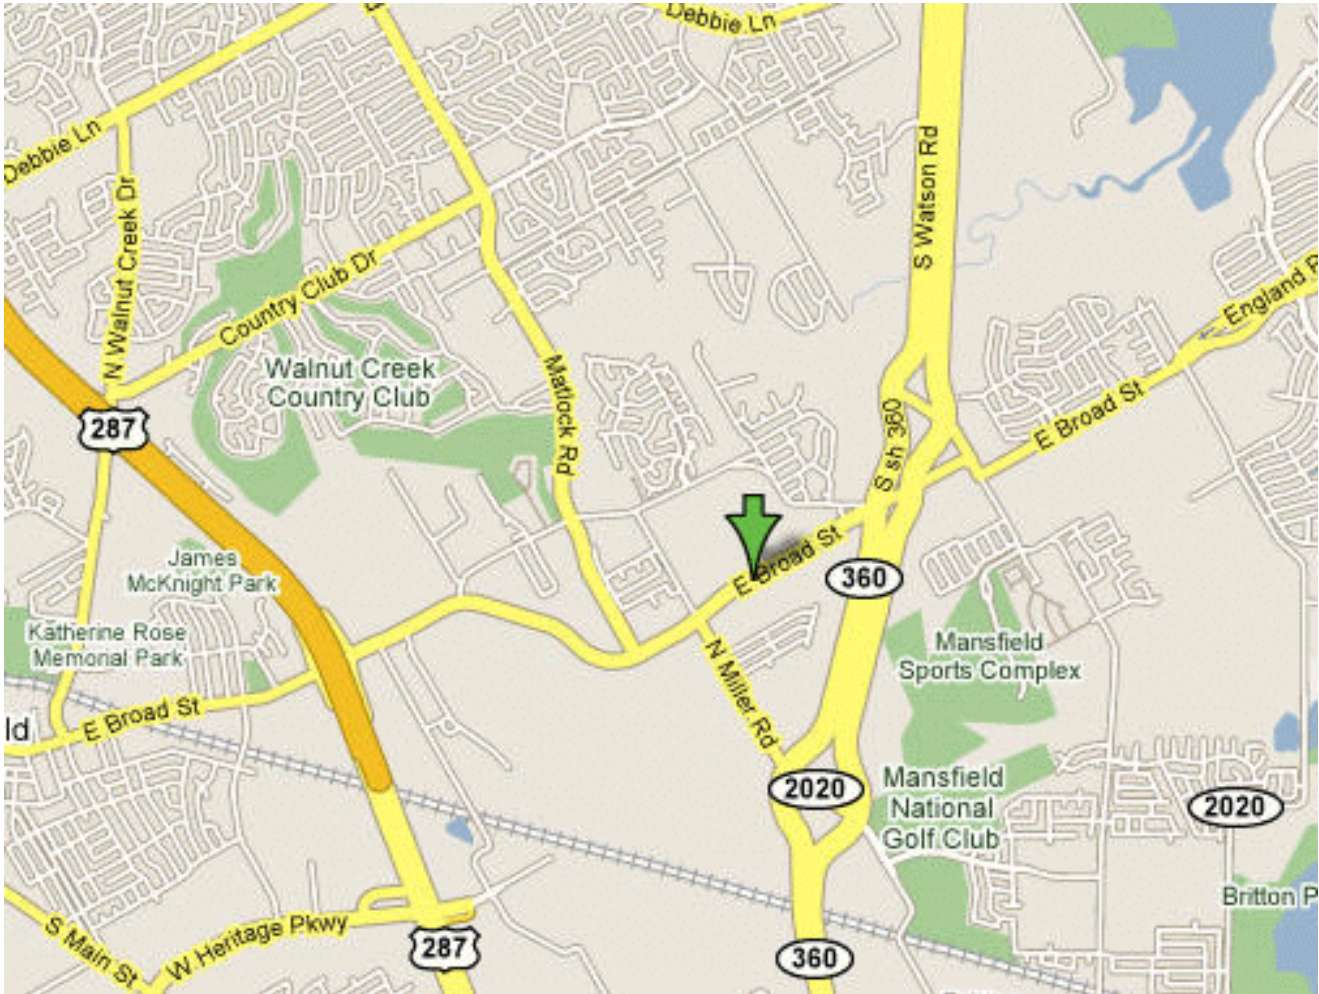 Debbie Ln
Debbie Ln
N Walnut Creek Dr
Country Club Dr
S Watson Rd
England
Walnut Creek
Country Club
Matlock Rd
S sh 360
E Broad St
287
James
McKnight Park
E Broad St
360
Katherine Rose
Memorial Park
Mansfield
Sports Complex
N Miller Rd
E Broad St
ld
2020
Mansfield
National
Golf Club
2020
Britton P
S Main St
W Heritage Pkwy
287
360